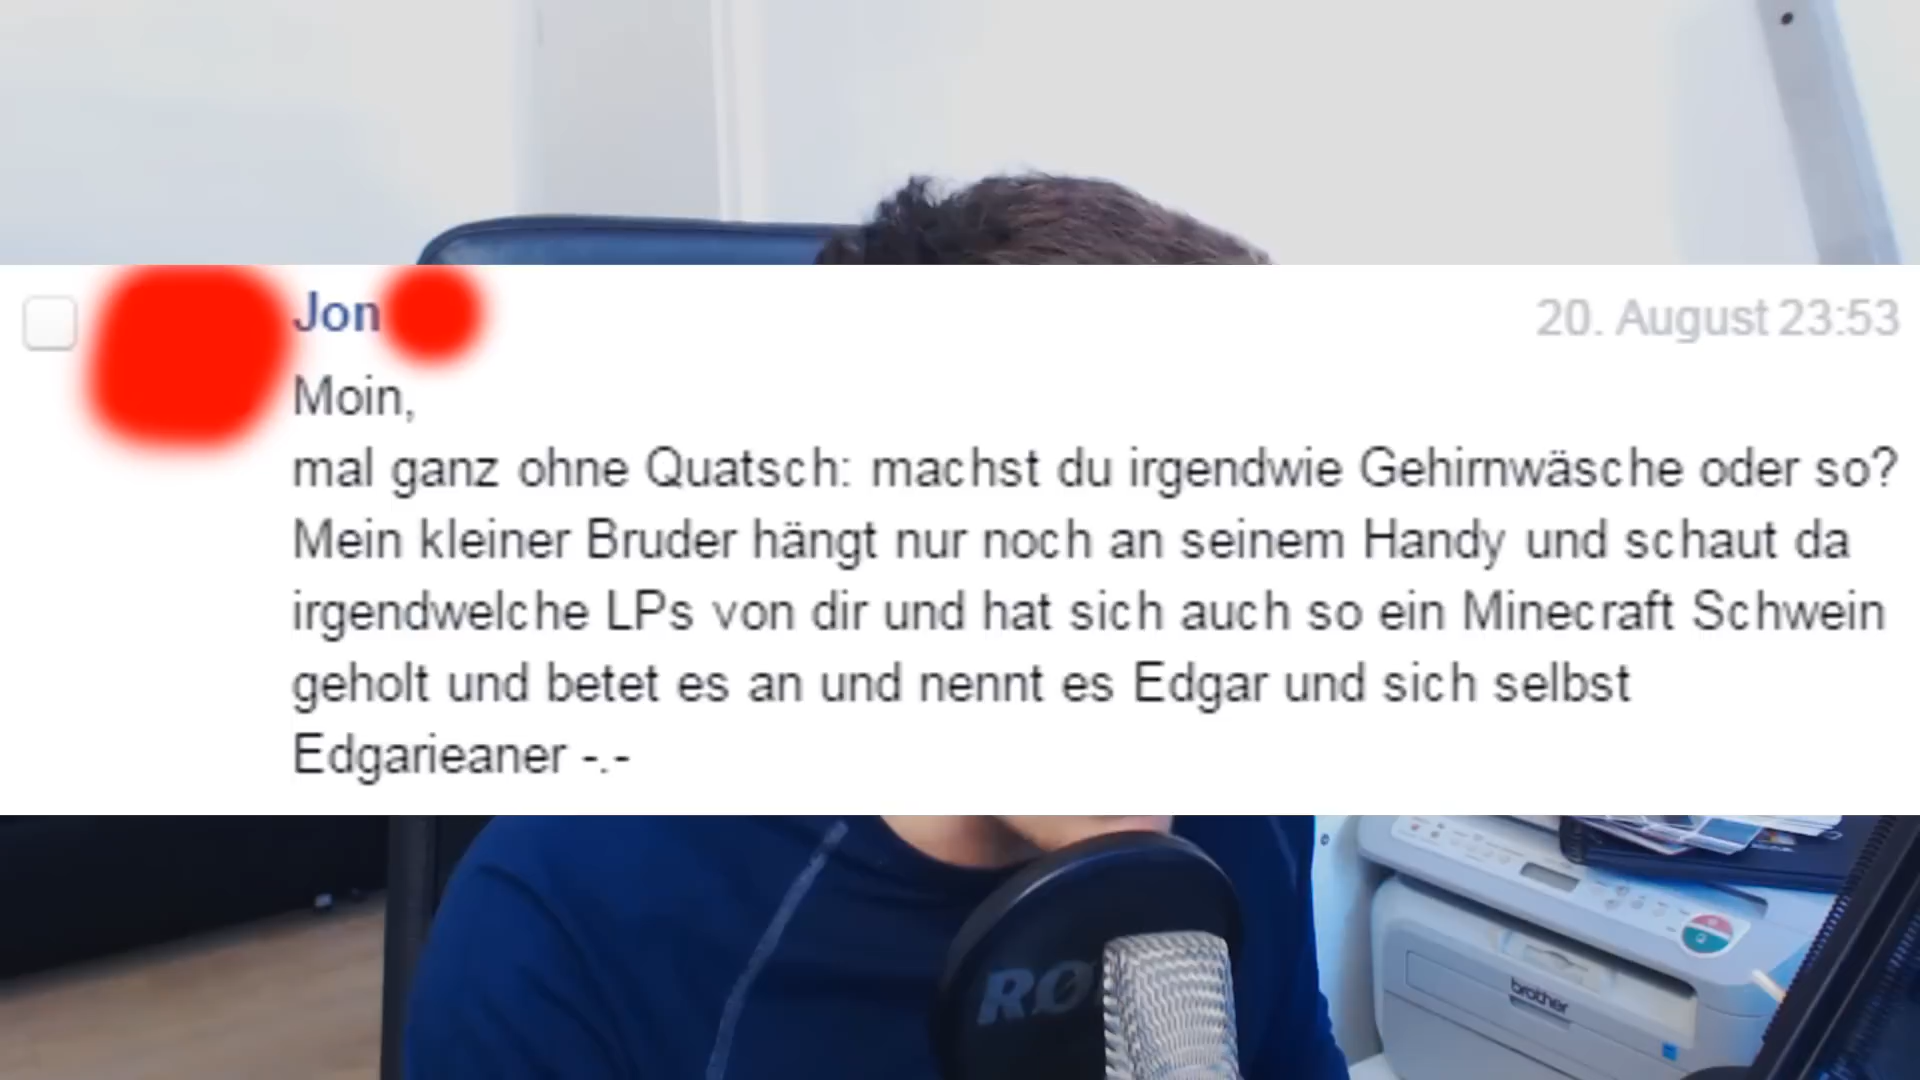 Jon
20. August 23:53
Moin,
mal ganz ohne Quatsch: machst du irgendwie Gehirnwäsche oder so?
Mein kleiner Bruder hängt nur noch an seinem Handy und schaut da
irgendwelche LPs von dir und hat sich auch so ein Minecraft Schwein
geholt und betet es an und nennt es Edgar und sich selbst
Edgarieaner -.-
RØ
brother